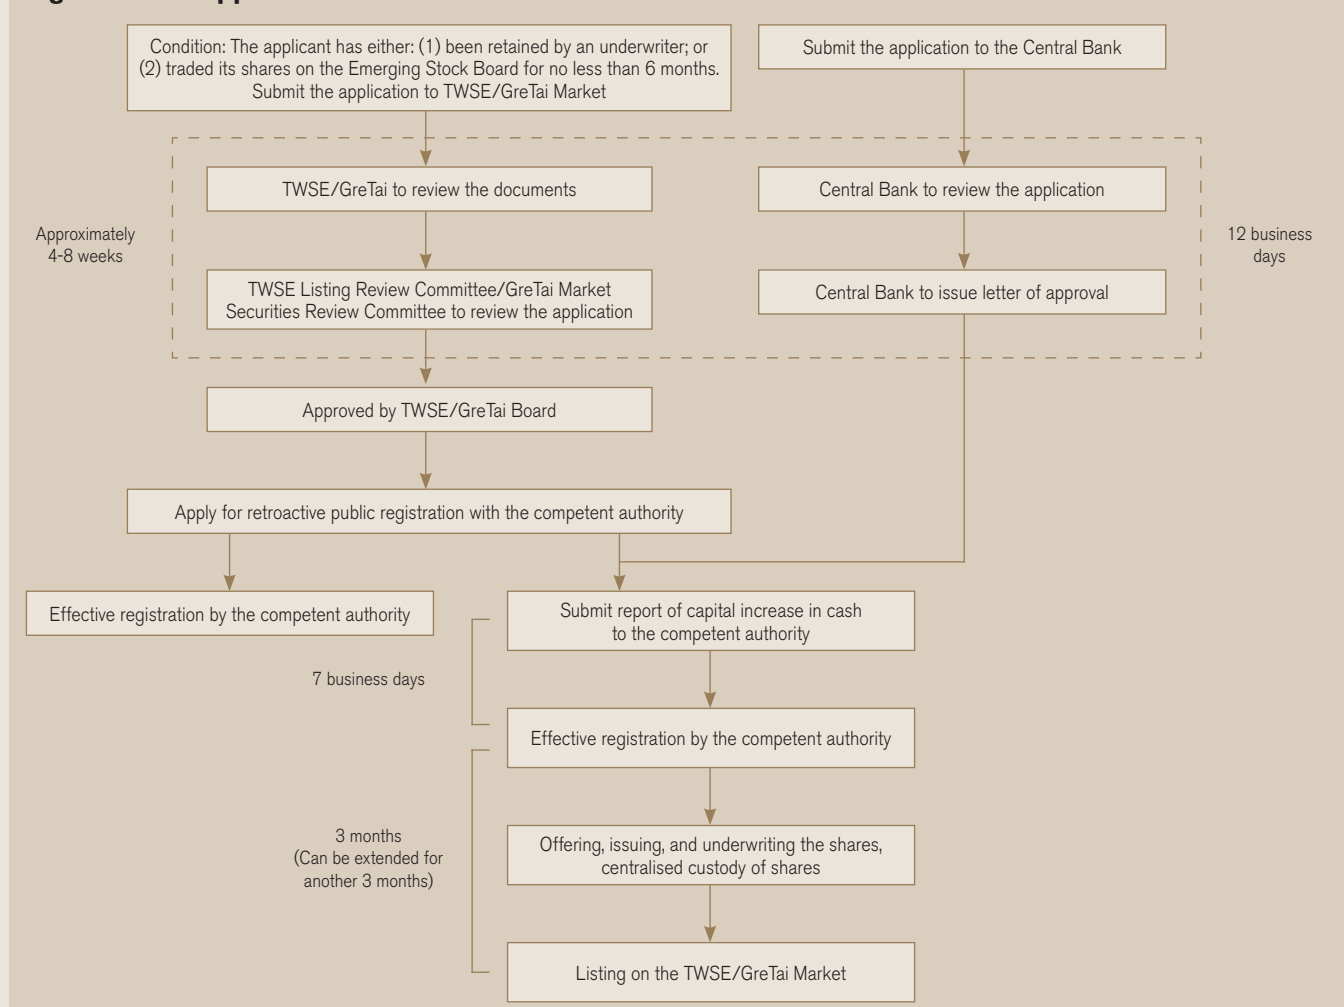 Condition: The applicant has either: (1) been retained by an underwriter; or
(2) traded its shares on the Emerging Stock Board for no less than 6 months.
Submit the application to TWSE/GreTai Market
Submit the application to the Central Bank
TWSE/GreTai to review the documents
Central Bank to review the application
Approximately
4-8 weeks
12 business
days
TWSE Listing Review Committee/GreTai Market
Securities Review Committee to review the application
Central Bank to issue letter of approval
Approved by TWSE/GreTai Board
Apply for retroactive public registration with the competent authority
Effective registration by the competent authority
Submit report of capital increase in cash
to the competent authority
7 business days
Effective registration by the competent authority
3 months
(Can be extended for
another 3 months)
Offering, issuing, and underwriting the shares,
centralised custody of shares
Listing on the TWSE/GreTai Market